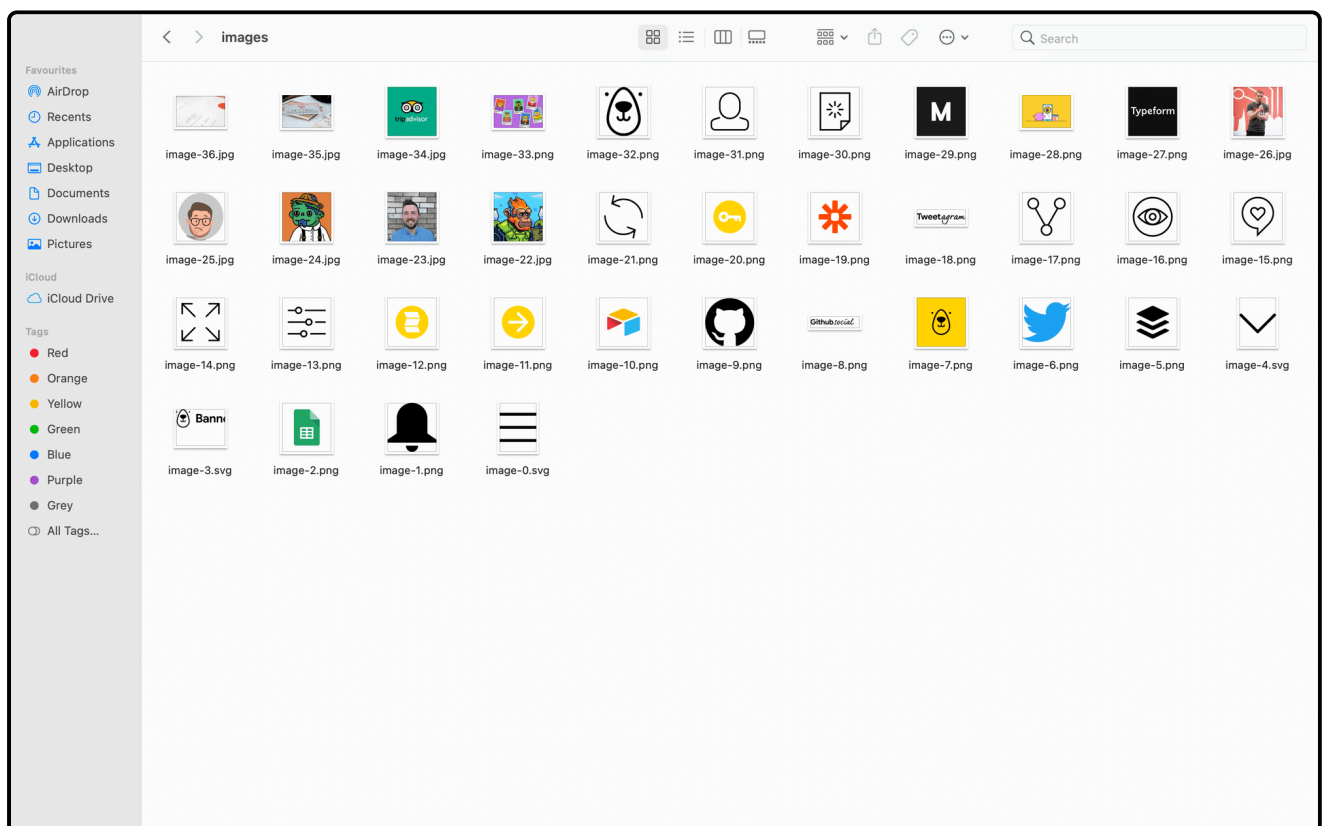 images
Search
Favourites
AirDrop
Recents
Applications
Desktop
Documents
Downloads
Pictures
iCloud
iCloud Drive
Tags
Red
Orange
Yellow
Green
Blue
Purple
Grey
All Tags...
tripadvisor
M
Typeform
image-36.jpg
image-35.jpg
image-34.jpg
image-33.png
image-32.png
image-31.png
image-30.png
image-29.png
image-28.png
image-27.png
image-26.jpg
Tweetagram
image-25.jpg
image-24.jpg
image-23.jpg
image-22.jpg
image-21.png
image-20.png
image-19.png
image-18.png
image-17.png
image-16.png
image-15.png
Githubsocial
image-14.png
image-13.png
image-12.png
image-11.png
image-10.png
image-9.png
image-8.png
image-7.png
image-6.png
image-5.png
image-4.svg
Bann
image-3.svg
image-2.png
image-1.png
image-0.svg